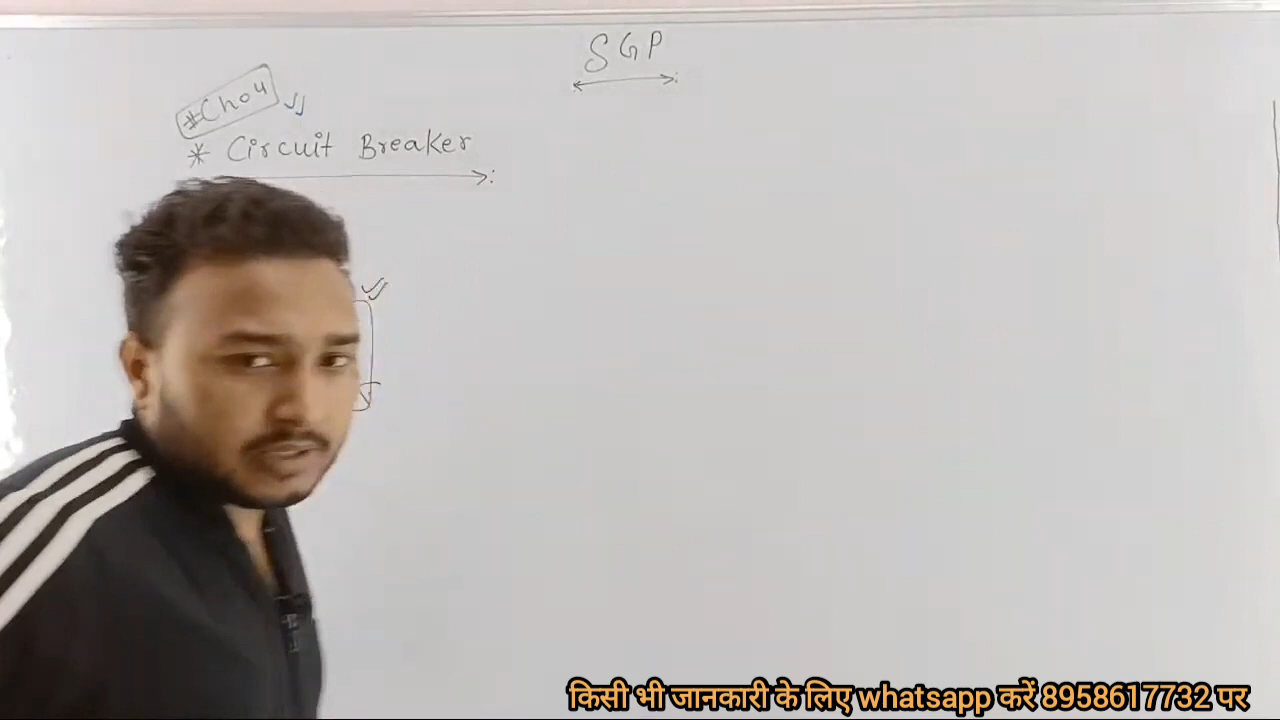 SGP
#Ch04
* Circuit Breaker
किसी भी जानकारी के लिए whatsapp करें 8958617732 पर